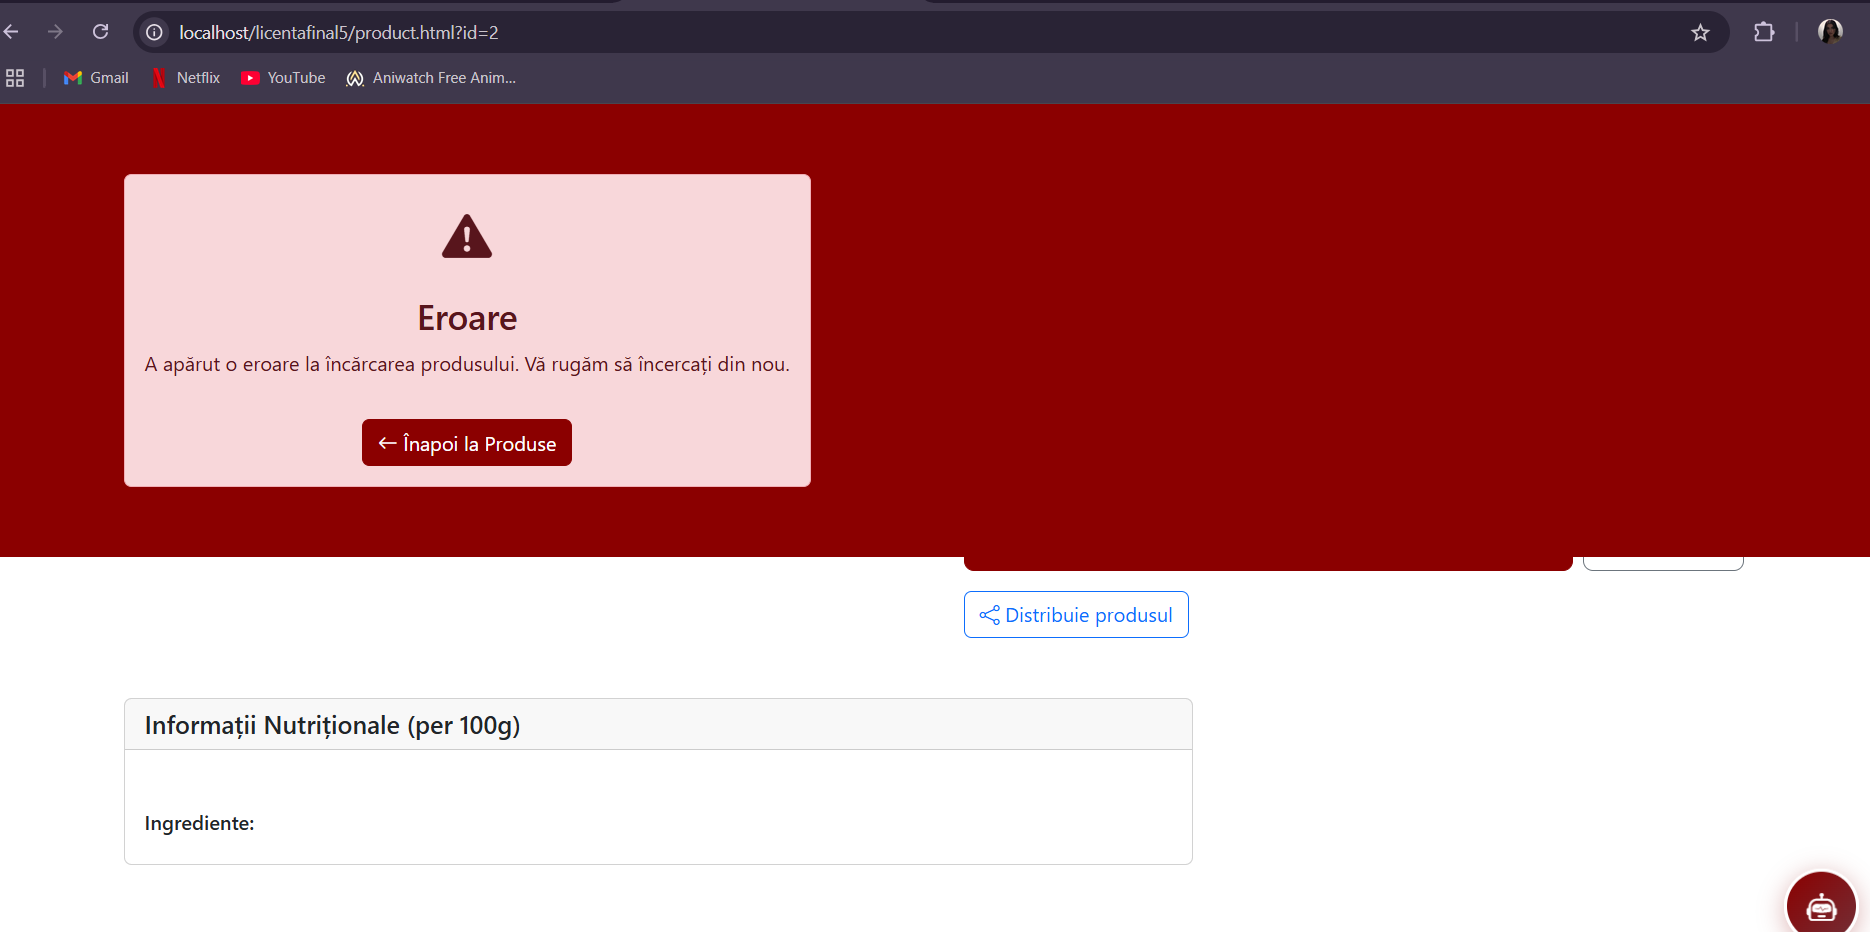 localhost/licentafinal5/product.html?id=2
Gmail
Netflix
YouTube
Aniwatch Free Anim...
Eroare
A apărut o eroare la încărcarea produsului. Vă rugăm să încercați din nou.
Înapoi la Produse
Distribuie produsul
Informații Nutriționale (per 100g)
Ingrediente: